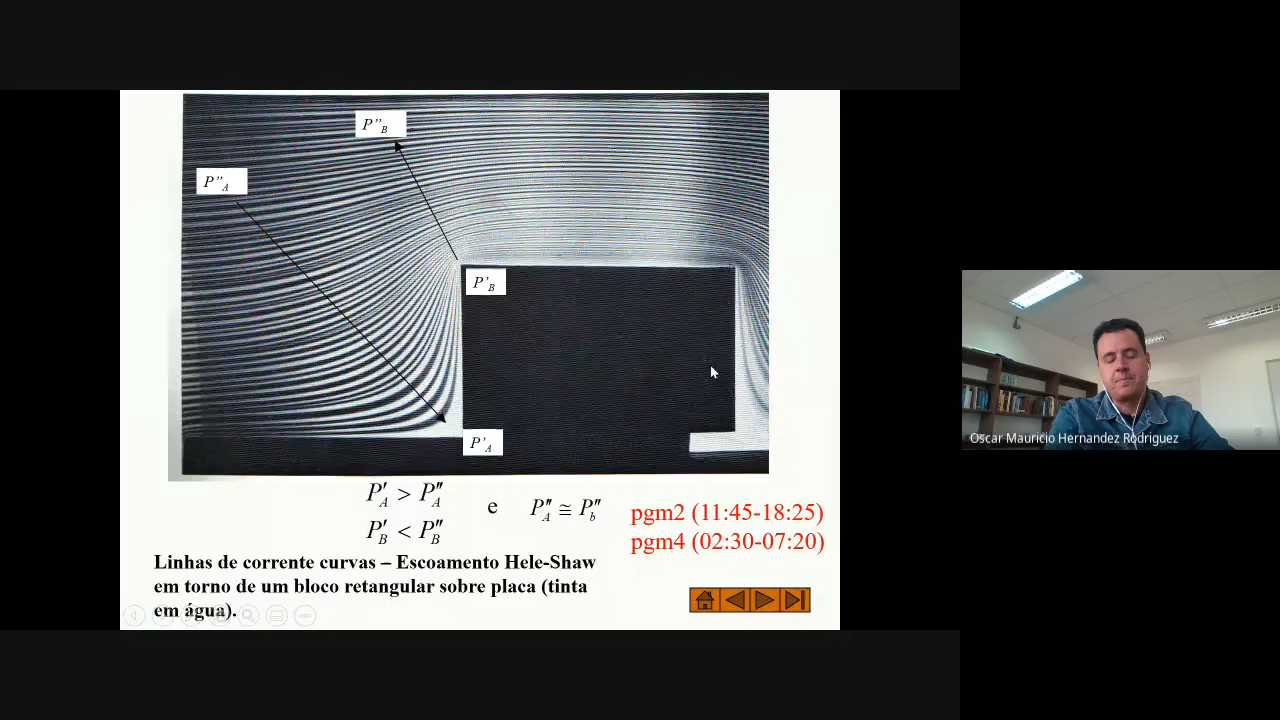 P''B
P''A
P'B
P'A
P'A > P''A
e
P''A ≅ P''b
P'B < P''B
pgm2 (11:45-18:25)
pgm4 (02:30-07:20)
Linhas de corrente curvas – Escoamento Hele-Shaw
em torno de um bloco retangular sobre placa (tinta
em água).
Oscar Mauricio Hernandez Rodriguez